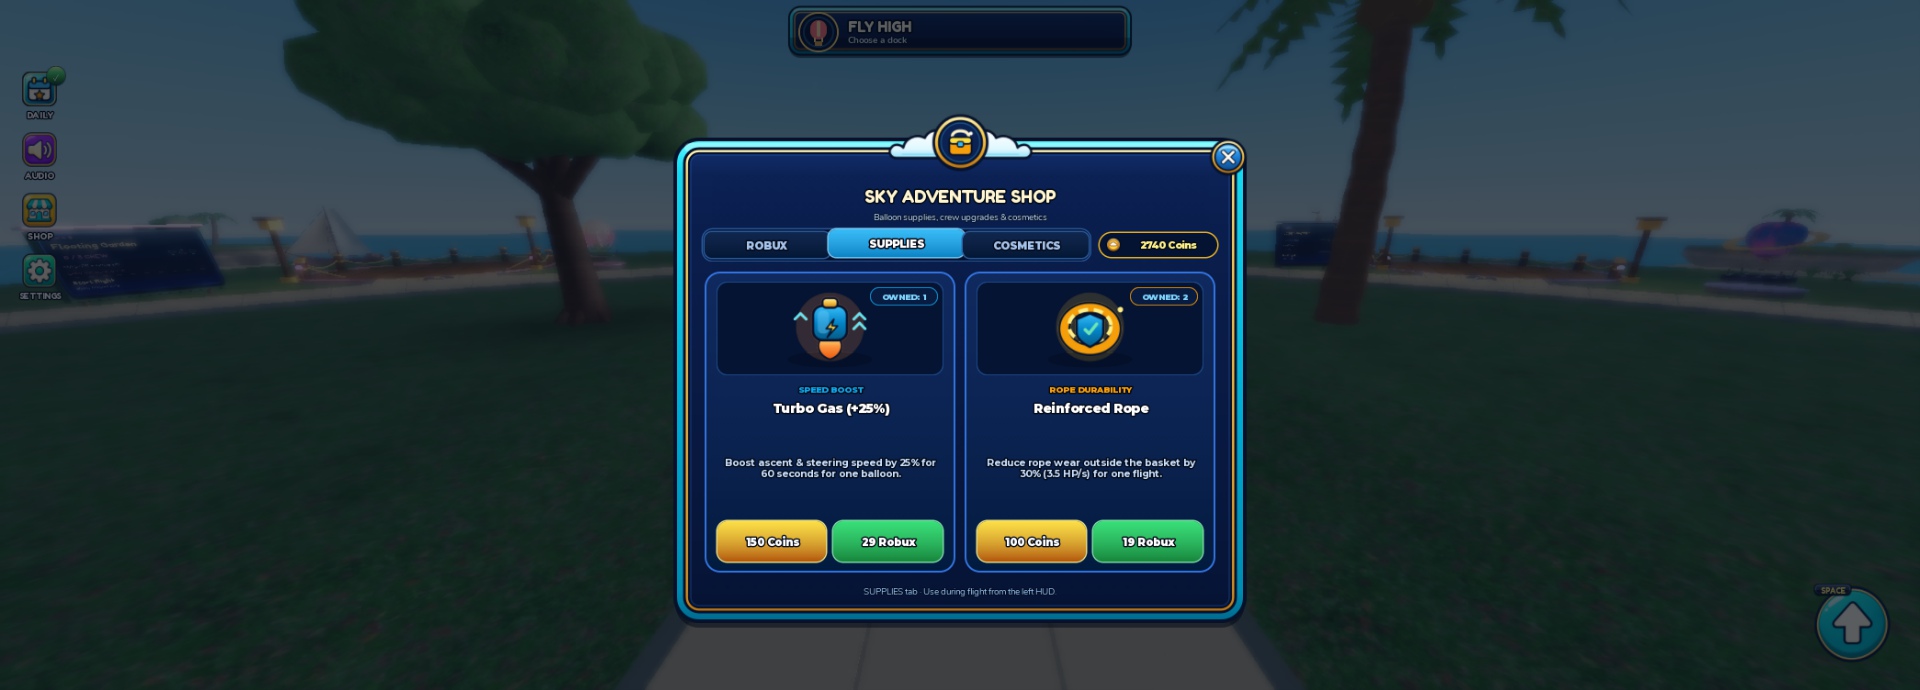 FLY HIGH
Choose a dock
DAILY
AUDIO
SHOP
SETTINGS
Floating Garden
SKY ADVENTURE SHOP
Balloon supplies, crew upgrades & cosmetics
ROBUX
SUPPLIES
COSMETICS
2740 Coins
OWNED: 1
SPEED BOOST
Turbo Gas (+25%)
Boost ascent & steering speed by 25% for
60 seconds for one balloon.
150 Coins
29 Robux
OWNED: 2
ROPE DURABILITY
Reinforced Rope
Reduce rope wear outside the basket by
30% (3.5 HP/s) for one flight.
100 Coins
19 Robux
SUPPLIES tab · Use during flight from the left HUD
SPACE